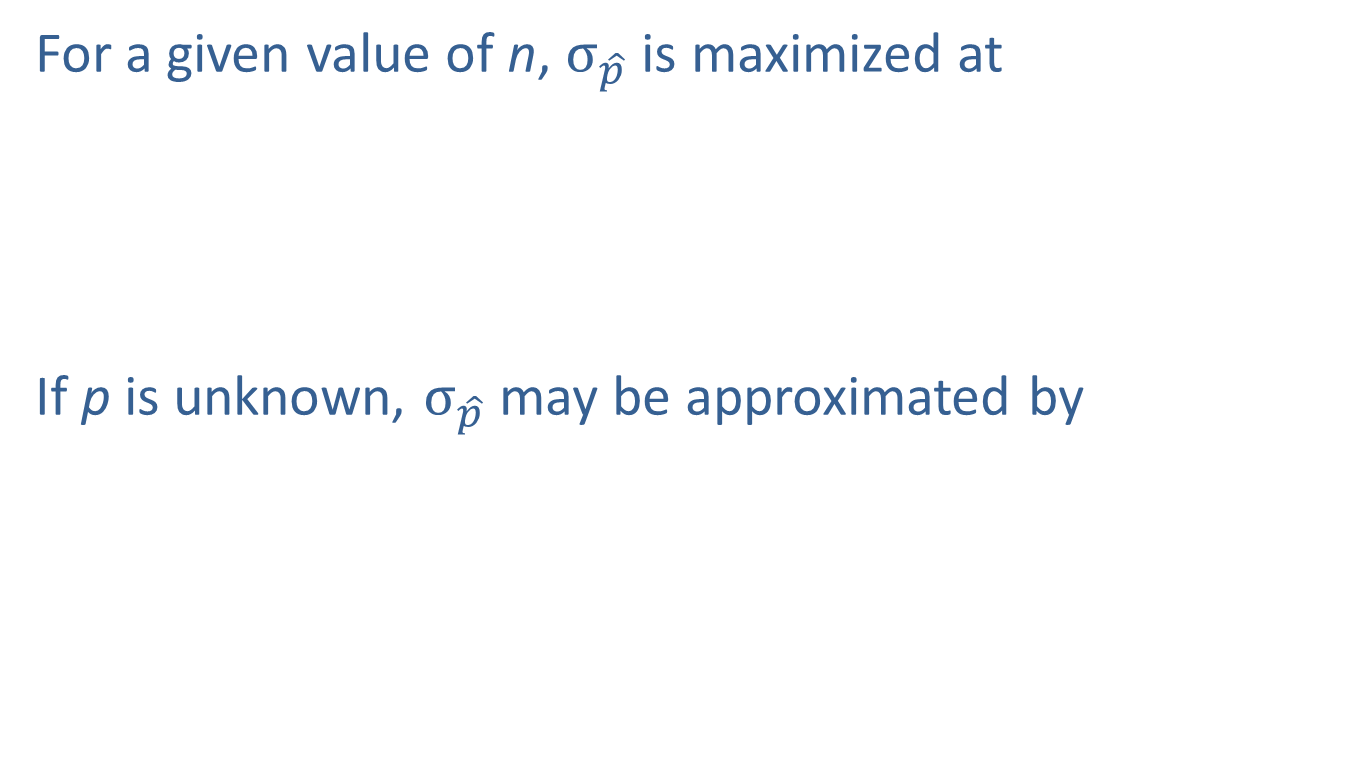 For a given value of n, σ_p̂ is maximized at
If p is unknown, σ_p̂ may be approximated by